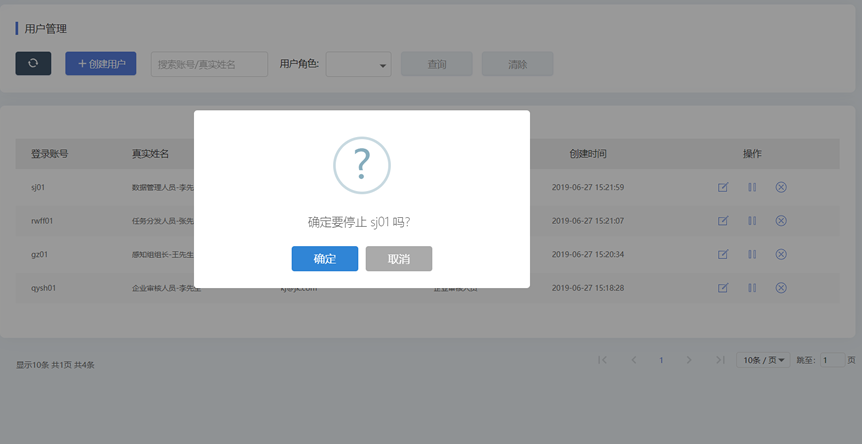 用户管理
创建用户 搜索账号/真实姓名 用户角色: 查询 清除
登录账号 真实姓名 创建时间 操作
sj01 数据管理人员-李先 2019-06-27 15:21:59
rwff01 任务分发人员-张先 2019-06-27 15:21:07
gz01 感知组组长-王先生 2019-06-27 15:20:34
qysh01 企业审核人员-李先生 kj@jk.com 企业审核人员 2019-06-27 15:18:28
?
确定要停止 sj01 吗?
确定 取消
显示10条 共1页 共4条 1 10条 / 页 跳至: 1 页